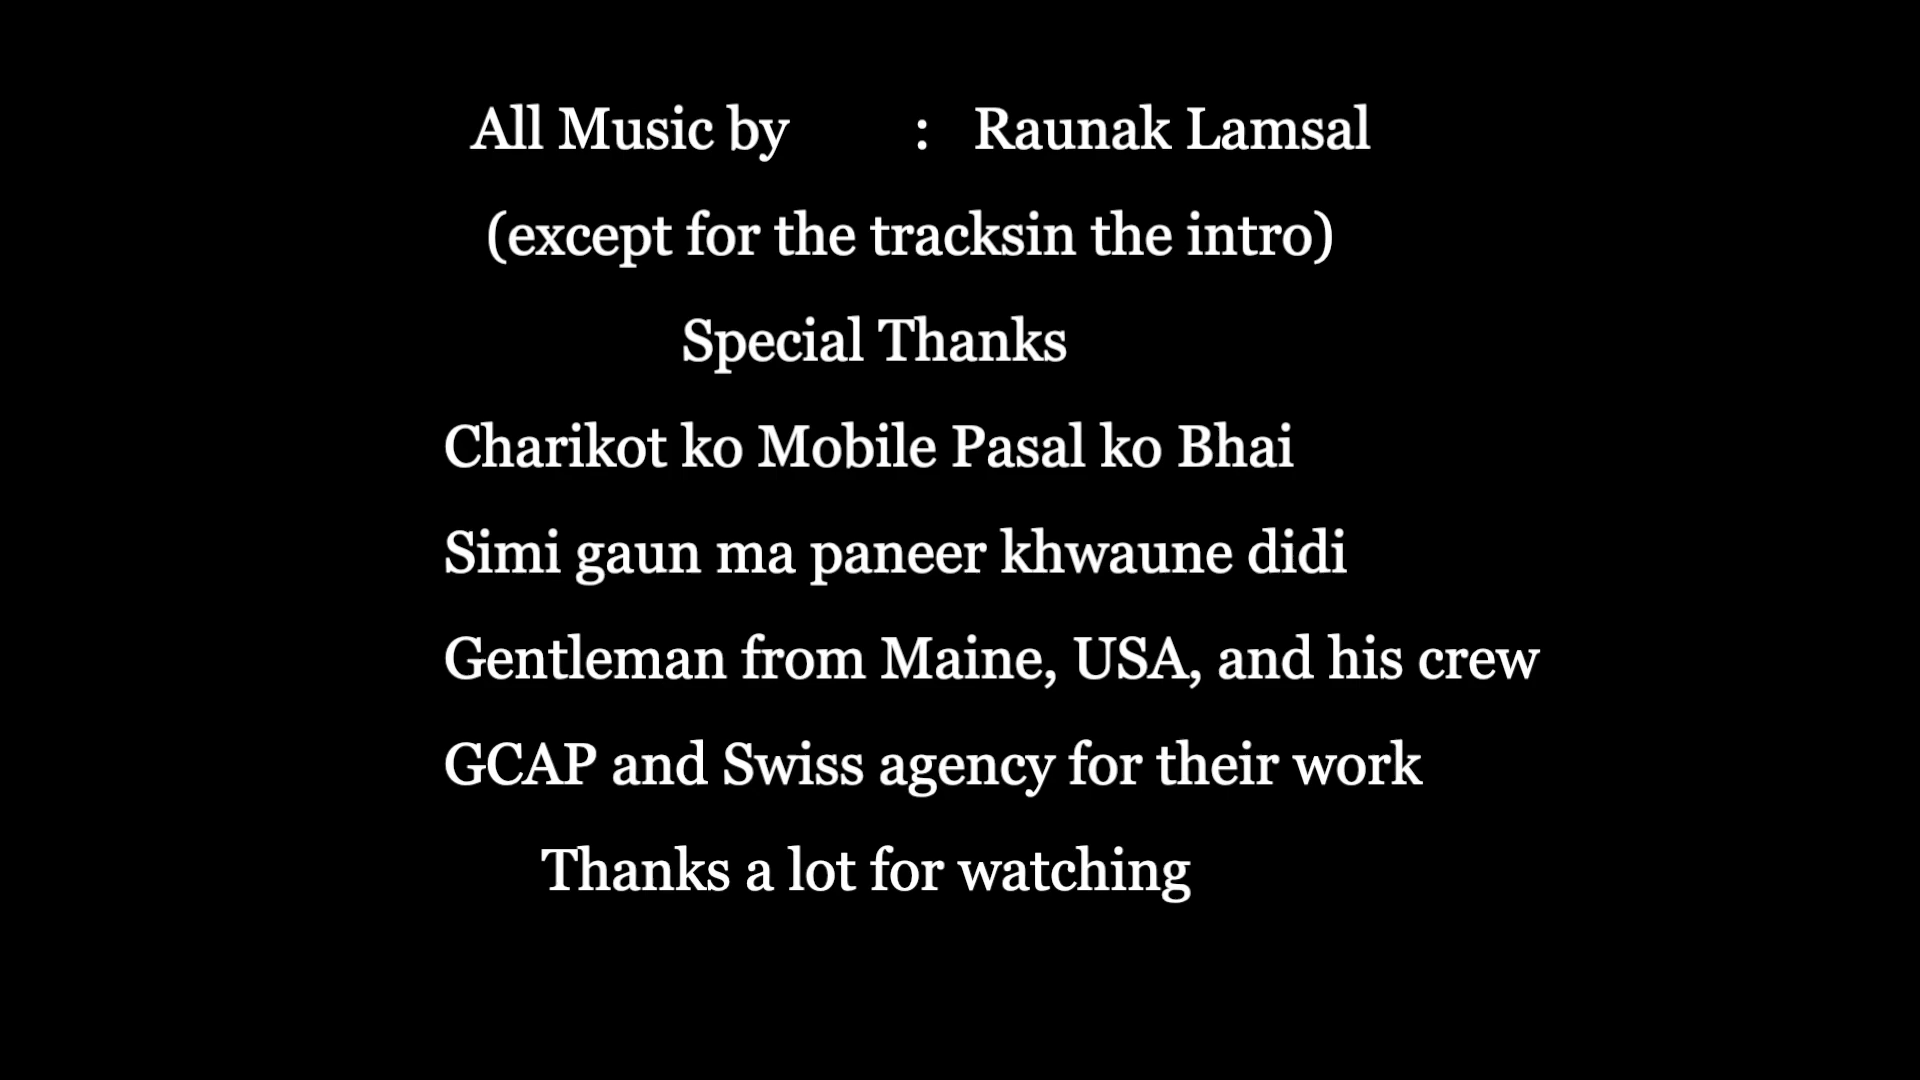 All Music by : Raunak Lamsal
(except for the tracksin the intro)
Special Thanks
Charikot ko Mobile Pasal ko Bhai
Simi gaun ma paneer khwaune didi
Gentleman from Maine, USA, and his crew
GCAP and Swiss agency for their work
Thanks a lot for watching